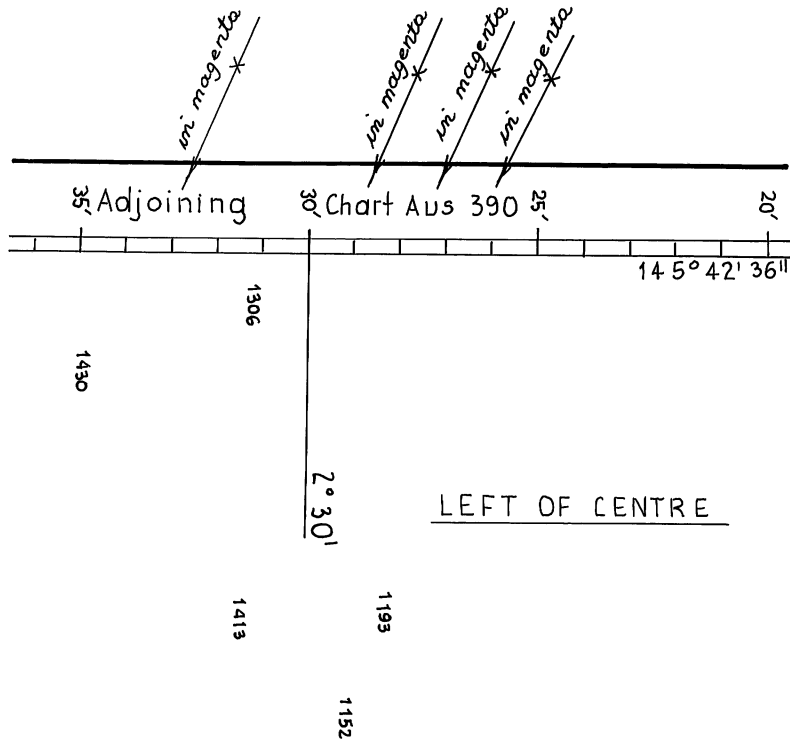 in magenta
in magenta
in magenta
in magenta
35' Adjoining 30' Chart Aus 390 25' 20'
145° 42' 36"
1306
1430
2° 30'
LEFT OF CENTRE
1413
1193
1152